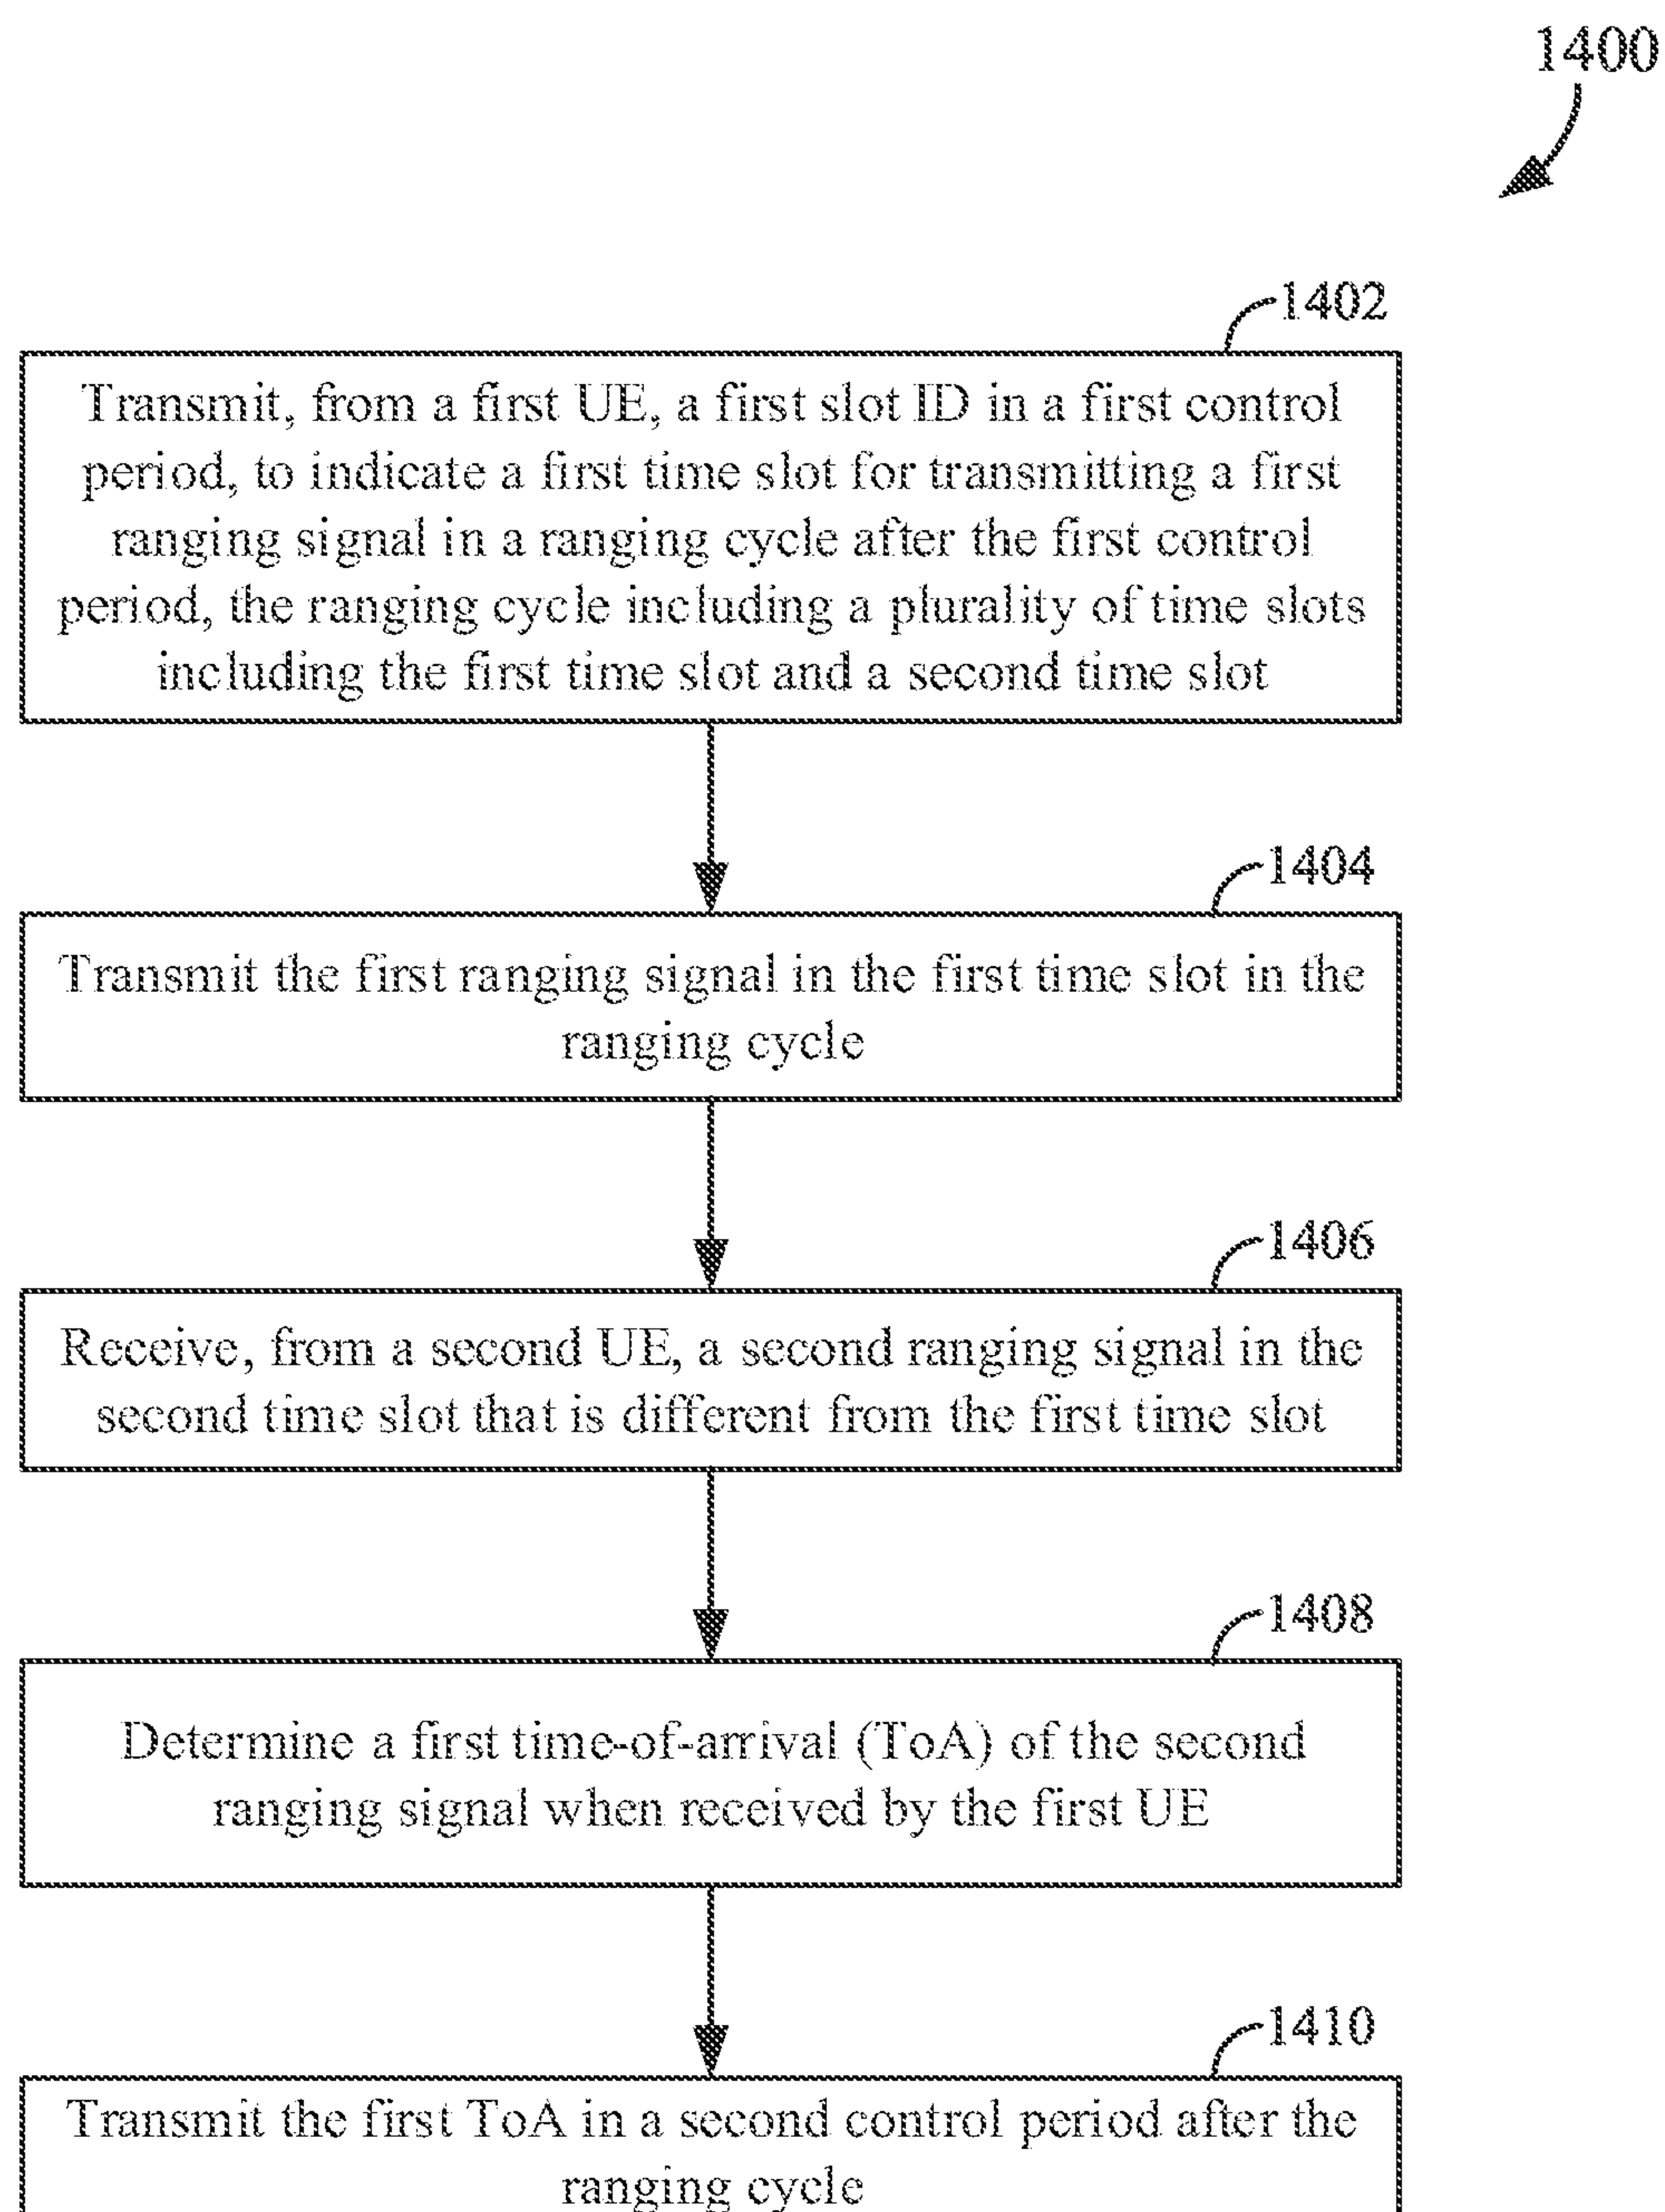 1400
1402
Transmit, from a first UE, a first slot ID in a first control
period, to indicate a first time slot for transmitting a first
ranging signal in a ranging cycle after the first control
period, the ranging cycle including a plurality of time slots
including the first time slot and a second time slot
1404
Transmit the first ranging signal in the first time slot in the
ranging cycle
1406
Receive, from a second UE, a second ranging signal in the
second time slot that is different from the first time slot
1408
Determine a first time-of-arrival (ToA) of the second
ranging signal when received by the first UE
1410
Transmit the first ToA in a second control period after the
ranging cycle